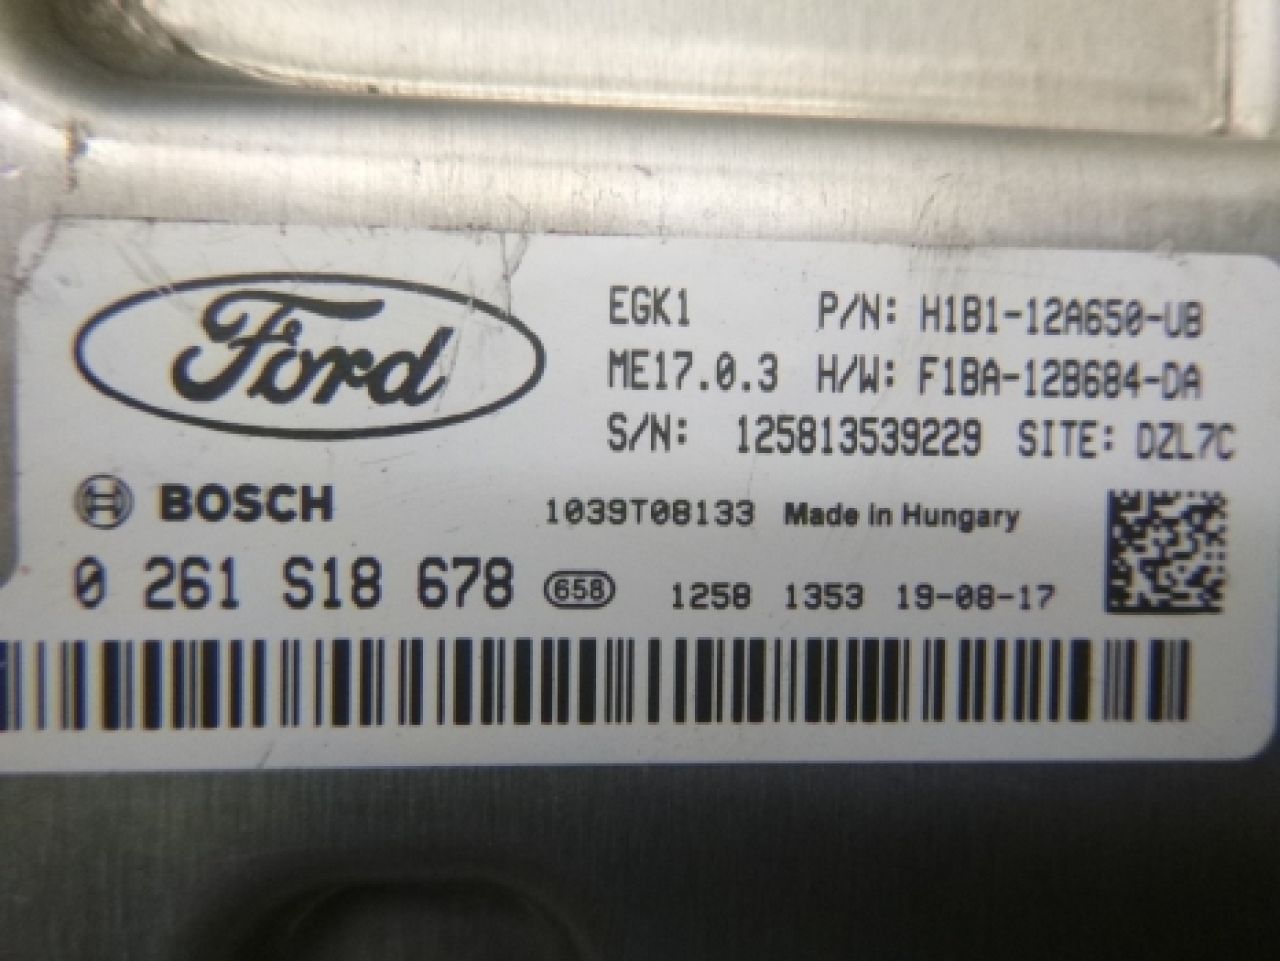 Ford
EGK1 P/N: H1B1-12A650-UB
ME17.0.3 H/W: F1BA-12B684-DA
S/N: 125813539229 SITE: DZL7C
BOSCH 1039T08133 Made in Hungary
0 261 S18 678 658 1258 1353 19-08-17